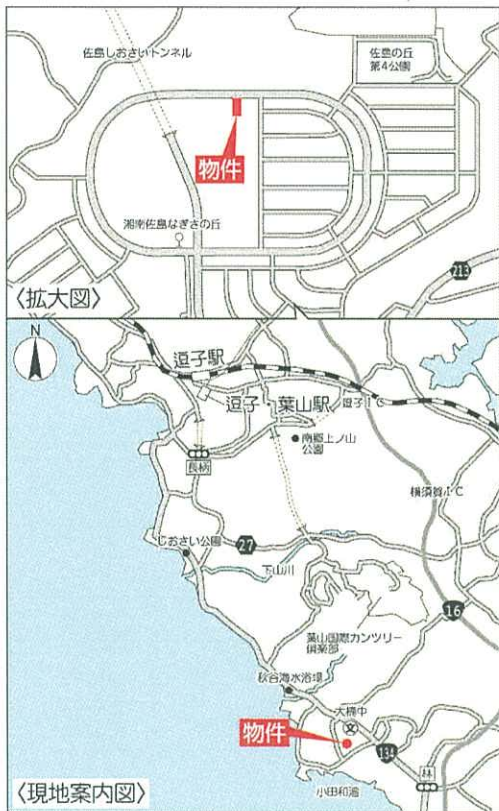 佐島しおさいトンネル
佐島の丘
第4公園
物件
湘南佐島なぎさの丘
213
〈拡大図〉
N
逗子駅
逗子・葉山駅
逗子IC
南郷上ノ山
公園
長柄
横須賀IC
しおさい公園
27
下山川
16
葉山国際カンツリー
倶楽部
秋谷海水浴場
大楠中
文
物件
134
林
小田和湾
〈現地案内図〉